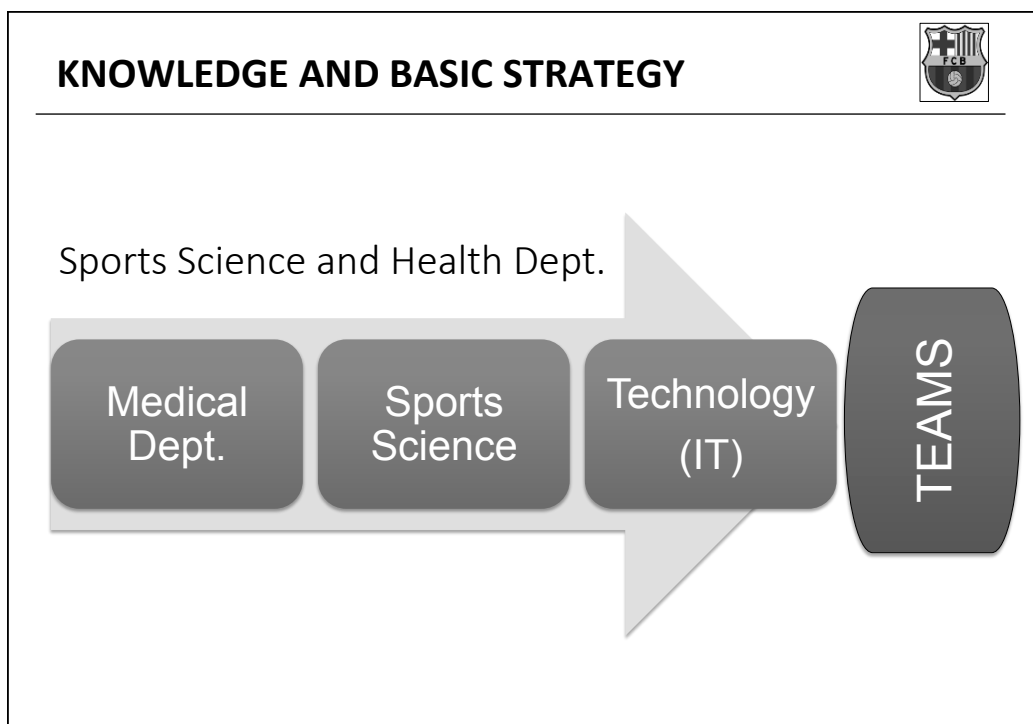 KNOWLEDGE AND BASIC STRATEGY
FCB
Sports Science and Health Dept.
Medical
Dept.
Sports
Science
Technology
(IT)
TEAMS